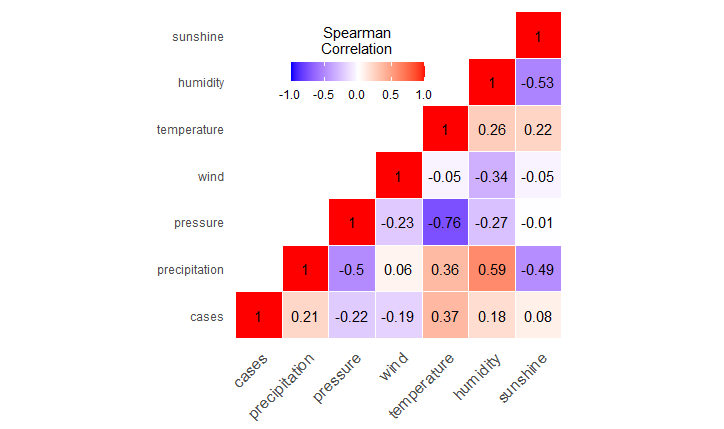 Spearman
Correlation
-1.0 -0.5 0.0 0.5 1.0
sunshine 1
humidity 1 -0.53
temperature 1 0.26 0.22
wind 1 -0.05 -0.34 -0.05
pressure 1 -0.23 -0.76 -0.27 -0.01
precipitation 1 -0.5 0.06 0.36 0.59 -0.49
cases 1 0.21 -0.22 -0.19 0.37 0.18 0.08
cases precipitation pressure wind temperature humidity sunshine